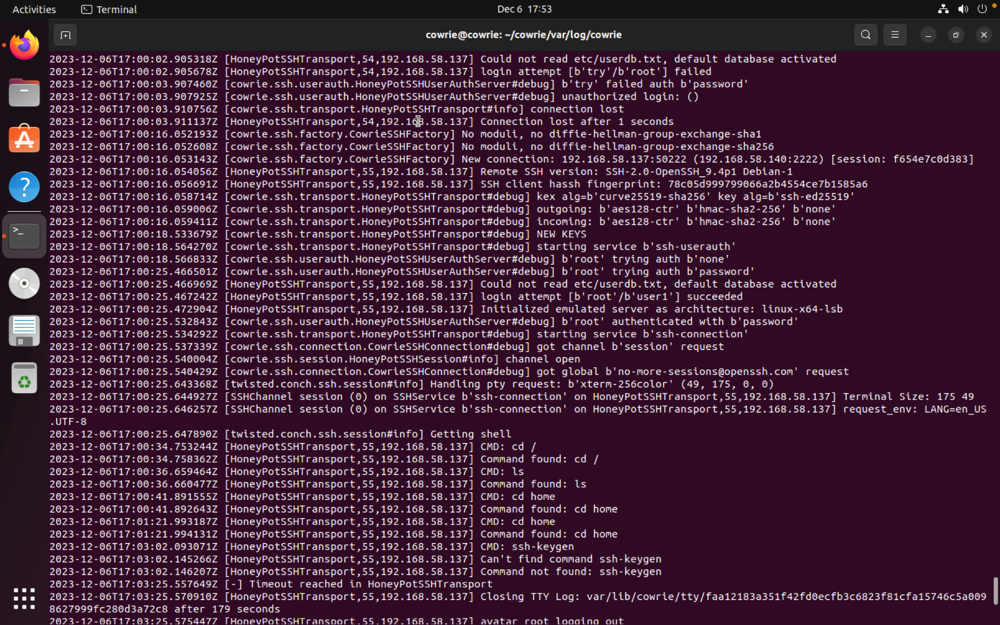 Activities
Terminal
Dec 6 17:53
cowrie@cowrie: ~/cowrie/var/log/cowrie
2023-12-06T17:00:02.905318Z [HoneyPotSSHTransport,54,192.168.58.137] Could not read etc/userdb.txt, default database activated
2023-12-06T17:00:02.905678Z [HoneyPotSSHTransport,54,192.168.58.137] login attempt [b'try'/b'root'] failed
2023-12-06T17:00:03.907460Z [cowrie.ssh.userauth.HoneyPotSSHUserAuthServer#debug] b'try' failed auth b'password'
2023-12-06T17:00:03.907925Z [cowrie.ssh.userauth.HoneyPotSSHUserAuthServer#debug] unauthorized login: ()
2023-12-06T17:00:03.910756Z [cowrie.ssh.transport.HoneyPotSSHTransport#info] connection lost
2023-12-06T17:00:03.911137Z [HoneyPotSSHTransport,54,192.168.58.137] Connection lost after 1 seconds
2023-12-06T17:00:16.052193Z [cowrie.ssh.factory.CowrieSSHFactory] No moduli, no diffie-hellman-group-exchange-sha1
2023-12-06T17:00:16.052608Z [cowrie.ssh.factory.CowrieSSHFactory] No moduli, no diffie-hellman-group-exchange-sha256
2023-12-06T17:00:16.053143Z [cowrie.ssh.factory.CowrieSSHFactory] New connection: 192.168.58.137:50222 (192.168.58.140:2222) [session: f654e7c0d383]
2023-12-06T17:00:16.054056Z [HoneyPotSSHTransport,55,192.168.58.137] Remote SSH version: SSH-2.0-OpenSSH_9.4p1 Debian-1
2023-12-06T17:00:16.056691Z [HoneyPotSSHTransport,55,192.168.58.137] SSH client hassh fingerprint: 78c05d999799066a2b4554ce7b1585a6
2023-12-06T17:00:16.058714Z [cowrie.ssh.transport.HoneyPotSSHTransport#debug] kex alg=b'curve25519-sha256' key alg=b'ssh-ed25519'
2023-12-06T17:00:16.059006Z [cowrie.ssh.transport.HoneyPotSSHTransport#debug] outgoing: b'aes128-ctr' b'hmac-sha2-256' b'none'
2023-12-06T17:00:16.059411Z [cowrie.ssh.transport.HoneyPotSSHTransport#debug] incoming: b'aes128-ctr' b'hmac-sha2-256' b'none'
2023-12-06T17:00:18.533679Z [cowrie.ssh.transport.HoneyPotSSHTransport#debug] NEW KEYS
2023-12-06T17:00:18.564270Z [cowrie.ssh.transport.HoneyPotSSHTransport#debug] starting service b'ssh-userauth'
2023-12-06T17:00:18.566833Z [cowrie.ssh.userauth.HoneyPotSSHUserAuthServer#debug] b'root' trying auth b'none'
2023-12-06T17:00:25.466501Z [cowrie.ssh.userauth.HoneyPotSSHUserAuthServer#debug] b'root' trying auth b'password'
2023-12-06T17:00:25.466969Z [HoneyPotSSHTransport,55,192.168.58.137] Could not read etc/userdb.txt, default database activated
2023-12-06T17:00:25.467242Z [HoneyPotSSHTransport,55,192.168.58.137] login attempt [b'root'/b'user1'] succeeded
2023-12-06T17:00:25.472904Z [HoneyPotSSHTransport,55,192.168.58.137] Initialized emulated server as architecture: linux-x64-lsb
2023-12-06T17:00:25.532843Z [cowrie.ssh.userauth.HoneyPotSSHUserAuthServer#debug] b'root' authenticated with b'password'
2023-12-06T17:00:25.534292Z [cowrie.ssh.transport.HoneyPotSSHTransport#debug] starting service b'ssh-connection'
2023-12-06T17:00:25.537339Z [cowrie.ssh.connection.CowrieSSHConnection#debug] got channel b'session' request
2023-12-06T17:00:25.540004Z [cowrie.ssh.session.HoneyPotSSHSession#info] channel open
2023-12-06T17:00:25.540429Z [cowrie.ssh.connection.CowrieSSHConnection#debug] got global b'no-more-sessions@openssh.com' request
2023-12-06T17:00:25.643368Z [twisted.conch.ssh.session#info] Handling pty request: b'xterm-256color' (49, 175, 0, 0)
2023-12-06T17:00:25.644927Z [SSHChannel session (0) on SSHService b'ssh-connection' on HoneyPotSSHTransport,55,192.168.58.137] Terminal Size: 175 49
2023-12-06T17:00:25.646257Z [SSHChannel session (0) on SSHService b'ssh-connection' on HoneyPotSSHTransport,55,192.168.58.137] request_env: LANG=en_US
.UTF-8
2023-12-06T17:00:25.647890Z [twisted.conch.ssh.session#info] Getting shell
2023-12-06T17:00:34.753244Z [HoneyPotSSHTransport,55,192.168.58.137] CMD: cd /
2023-12-06T17:00:34.758362Z [HoneyPotSSHTransport,55,192.168.58.137] Command found: cd /
2023-12-06T17:00:36.659464Z [HoneyPotSSHTransport,55,192.168.58.137] CMD: ls
2023-12-06T17:00:36.660477Z [HoneyPotSSHTransport,55,192.168.58.137] Command found: ls
2023-12-06T17:00:41.891555Z [HoneyPotSSHTransport,55,192.168.58.137] CMD: cd home
2023-12-06T17:00:41.892643Z [HoneyPotSSHTransport,55,192.168.58.137] Command found: cd home
2023-12-06T17:01:21.993187Z [HoneyPotSSHTransport,55,192.168.58.137] CMD: cd home
2023-12-06T17:01:21.994131Z [HoneyPotSSHTransport,55,192.168.58.137] Command found: cd home
2023-12-06T17:03:02.093071Z [HoneyPotSSHTransport,55,192.168.58.137] CMD: ssh-keygen
2023-12-06T17:03:02.145266Z [HoneyPotSSHTransport,55,192.168.58.137] Can't find command ssh-keygen
2023-12-06T17:03:02.146207Z [HoneyPotSSHTransport,55,192.168.58.137] Command not found: ssh-keygen
2023-12-06T17:03:25.557649Z [-] Timeout reached in HoneyPotSSHTransport
2023-12-06T17:03:25.570910Z [HoneyPotSSHTransport,55,192.168.58.137] Closing TTY Log: var/lib/cowrie/tty/faa12183a351f42fd0ecfb3c6823f81cfa15746c5a009
8627999fc280d3a72c8 after 179 seconds
2023-12-06T17:03:25.575447Z [HoneyPotSSHTransport,55,192.168.58.137] avatar root logging out